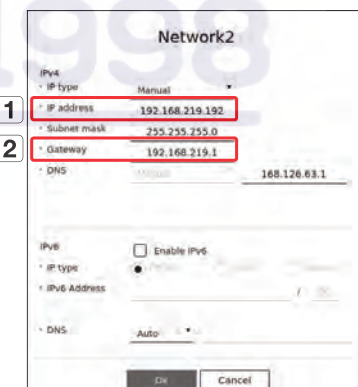 Network2
IPv4
IP type Manual
1 IP address 192.168.219.192
Subnet mask 255.255.255.0
2 Gateway 192.168.219.1
DNS 168.126.63.1
IPv6 Enable IPv6
IP type
IPv6 Address /
DNS Auto
OK Cancel